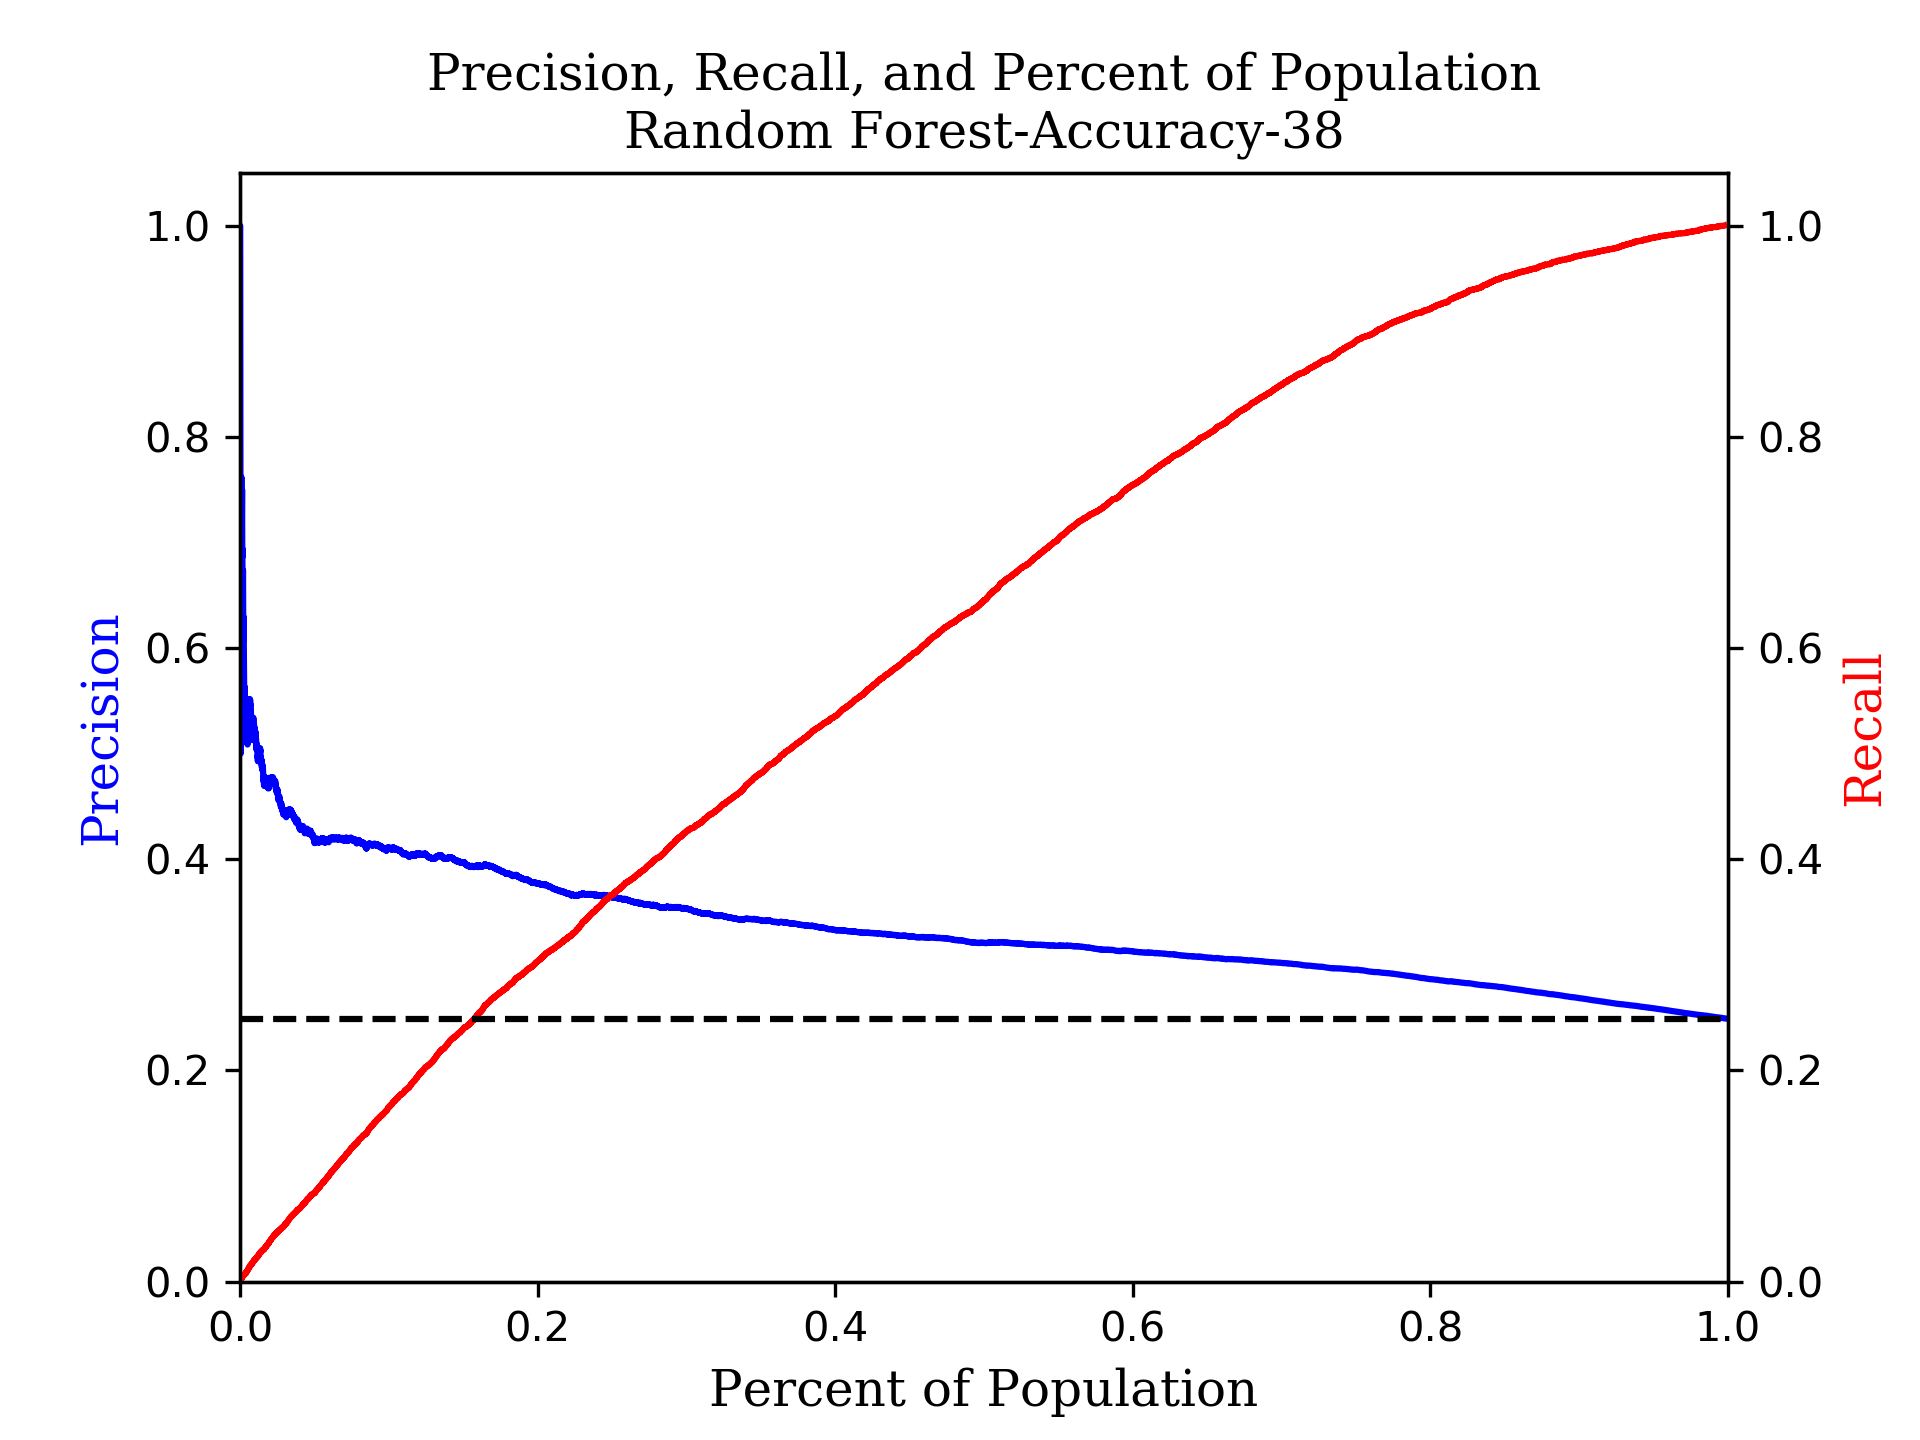 Precision, Recall, and Percent of Population
Random Forest-Accuracy-38
1.0
0.8
0.6
0.4
0.2
0.0
Precision
1.0
0.8
0.6
0.4
0.2
0.0
Recall
0.0 0.2 0.4 0.6 0.8 1.0
Percent of Population